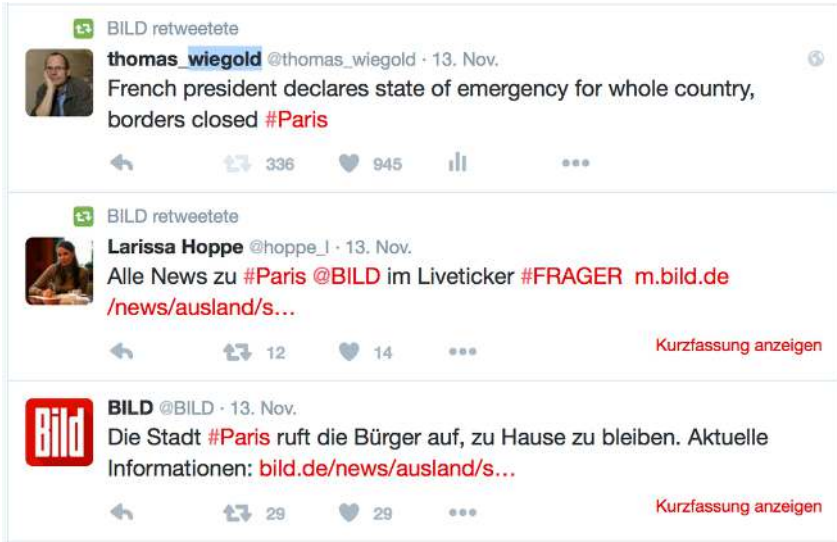 BILD retweetete
thomas_wiegold @thomas_wiegold · 13. Nov.
French president declares state of emergency for whole country,
borders closed #Paris
336 945
BILD retweetete
Larissa Hoppe @hoppe_l · 13. Nov.
Alle News zu #Paris @BILD im Liveticker #FRAGER m.bild.de
/news/ausland/s…
12 14 Kurzfassung anzeigen
Bild
BILD @BILD · 13. Nov.
Die Stadt #Paris ruft die Bürger auf, zu Hause zu bleiben. Aktuelle
Informationen: bild.de/news/ausland/s…
29 29 Kurzfassung anzeigen